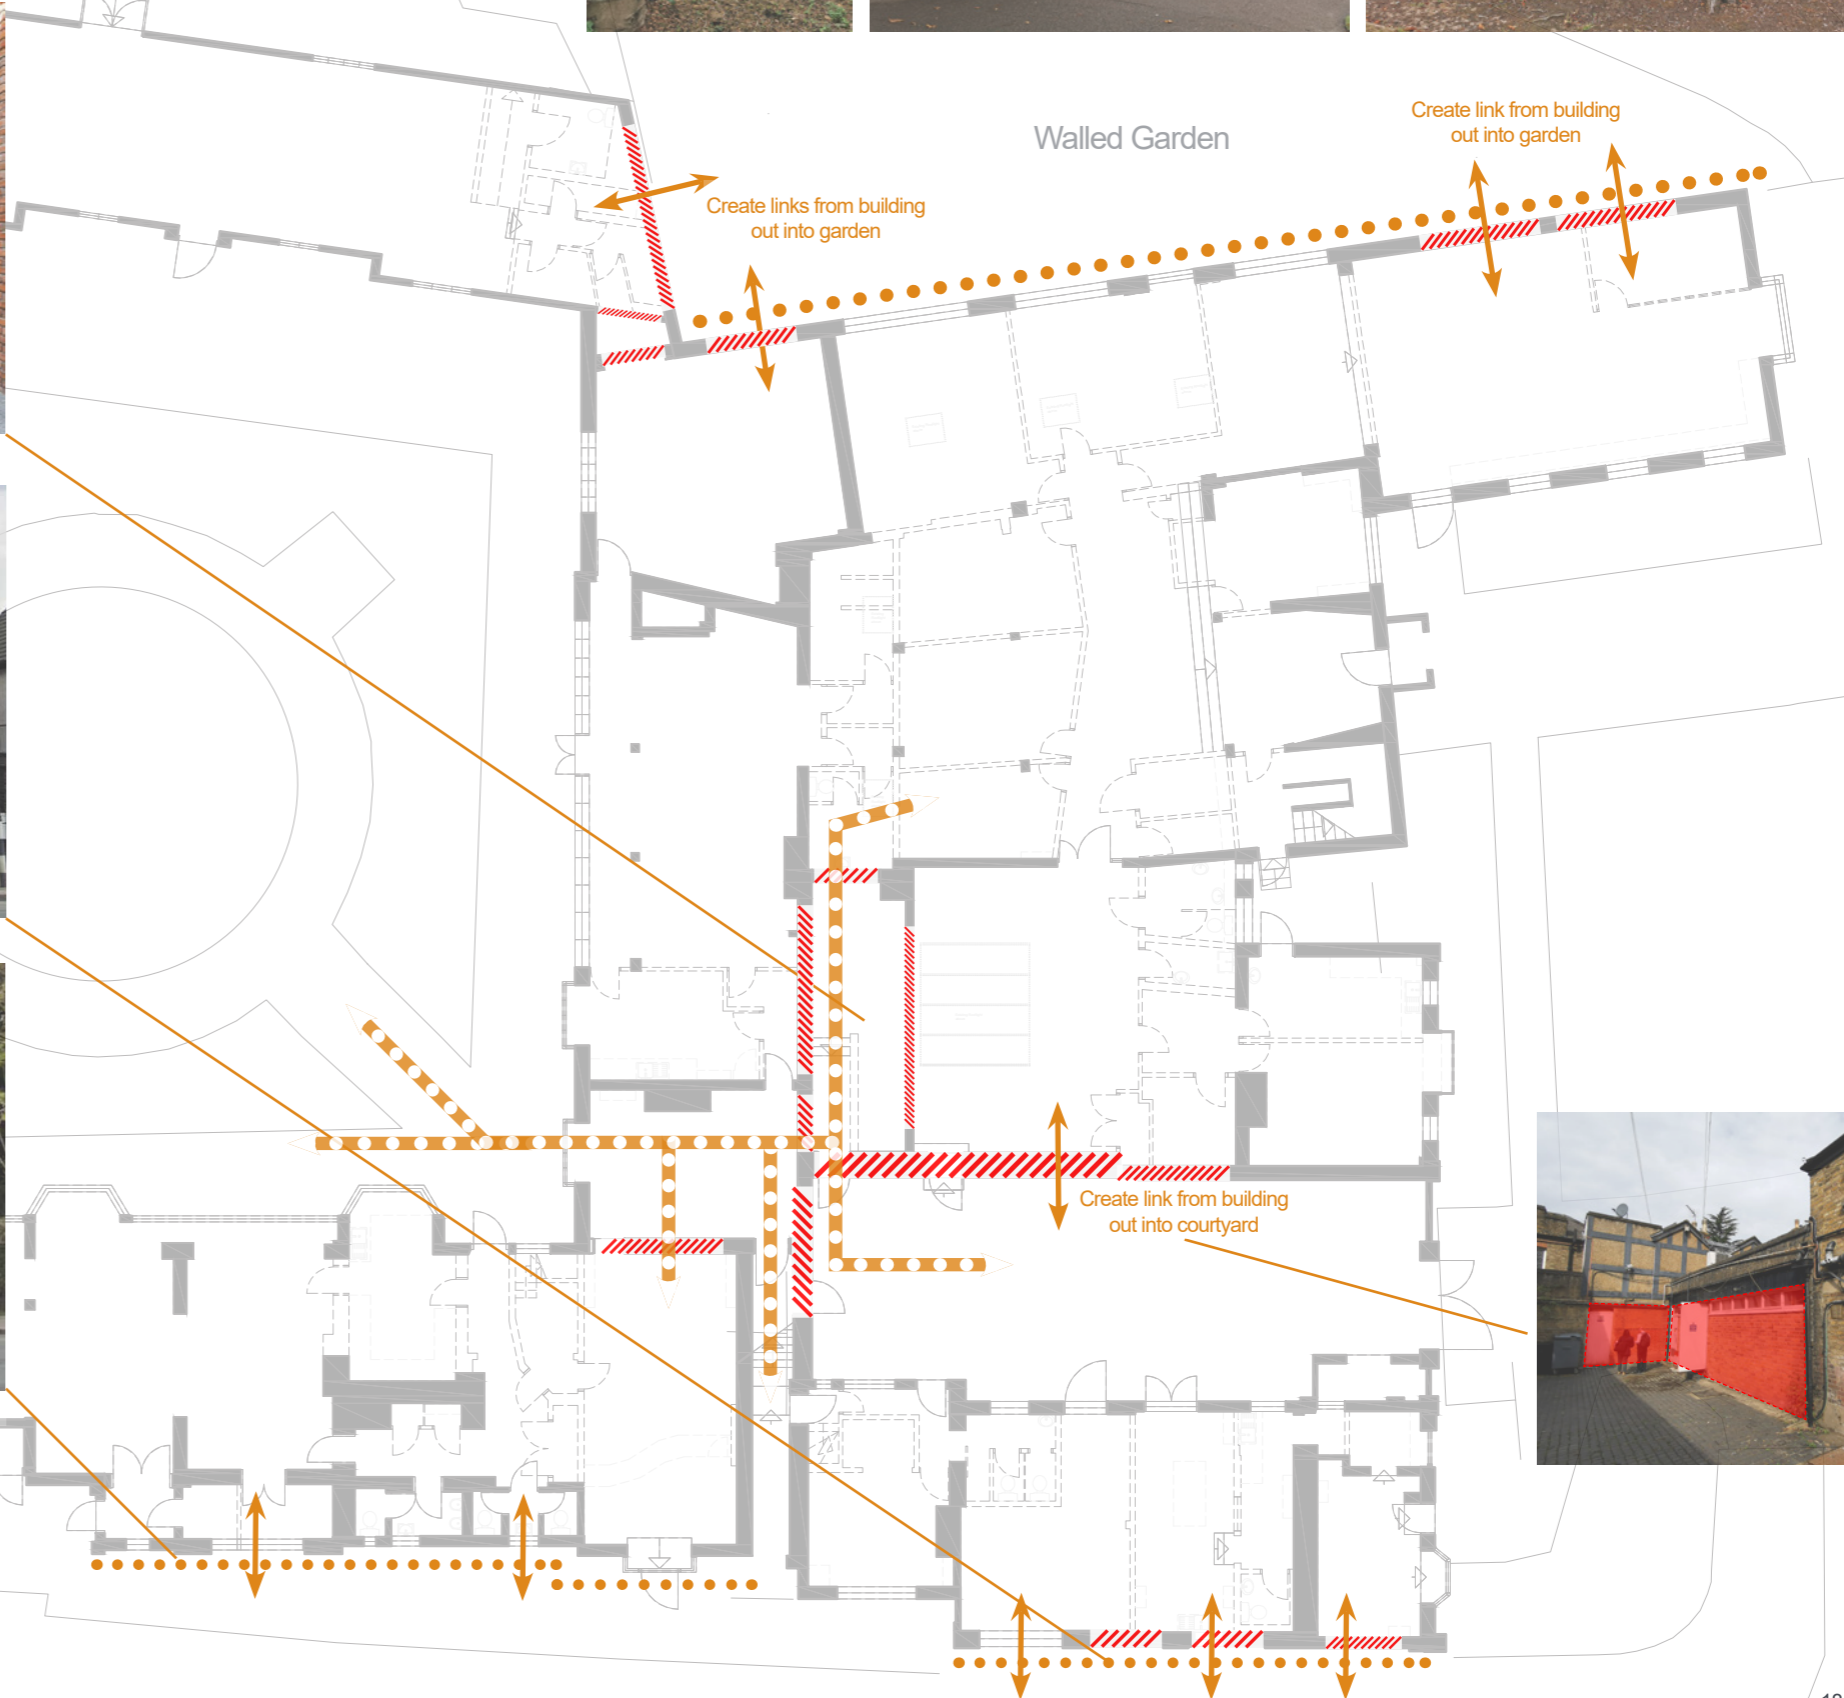 Walled Garden
Create link from building
out into garden
Create links from building
out into garden
Create link from building
out into courtyard